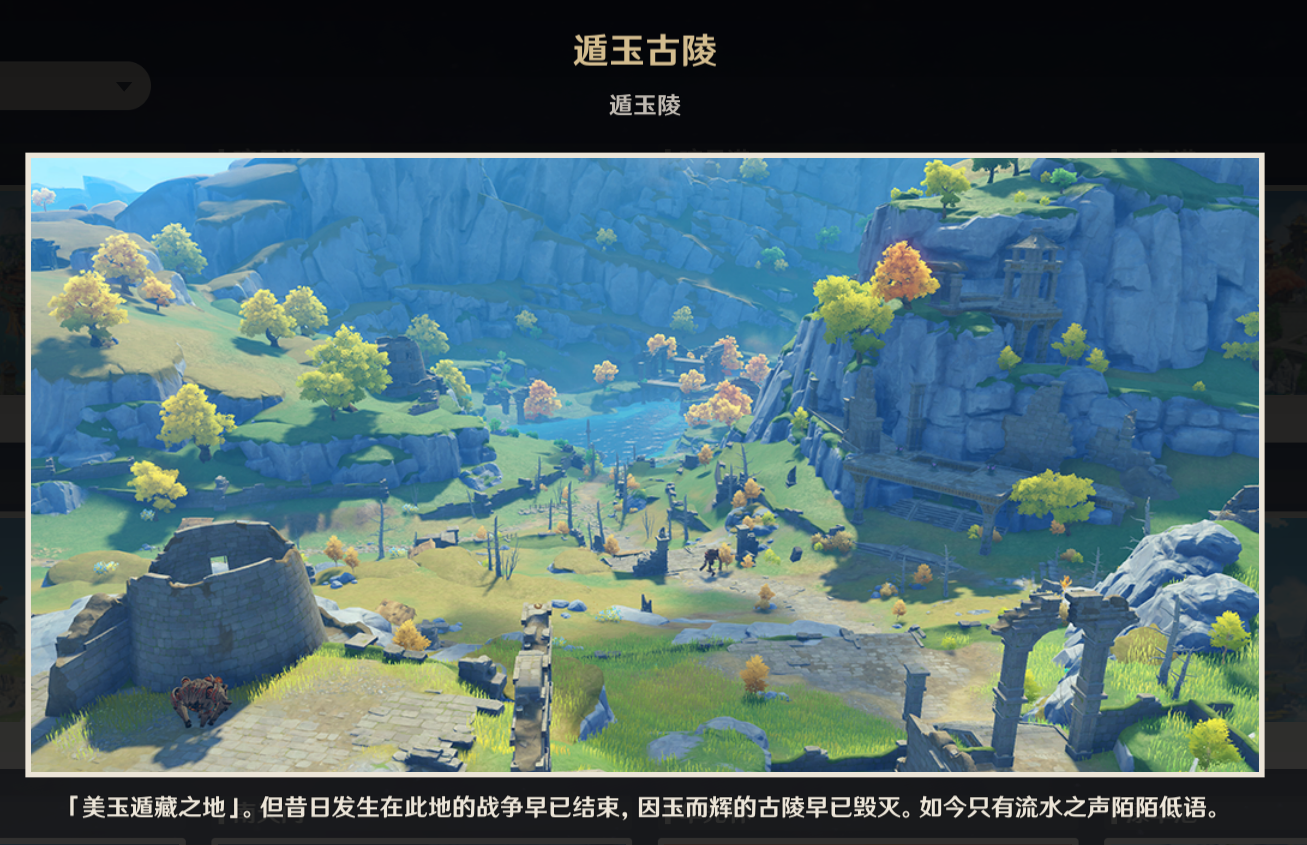 遁玉古陵
遁玉陵
「美玉遁藏之地」。但昔日发生在此地的战争早已结束，因玉而辉的古陵早已毁灭。如今只有流水之声陌陌低语。